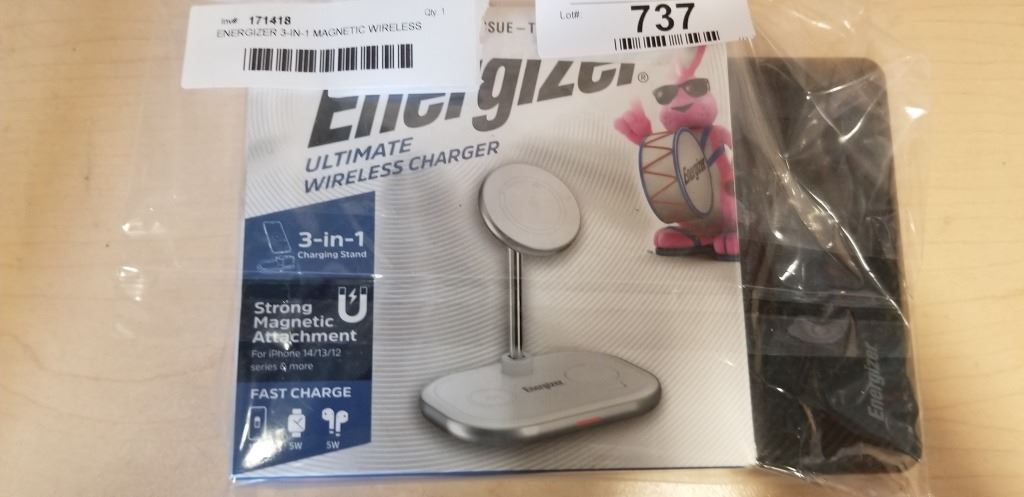 Inv# 171418 Qty. 1
ENERGIZER 3-IN-1 MAGNETIC WIRELESS
Lot# 737
Energizer®
ULTIMATE
WIRELESS CHARGER
Energizer
3-in-1
Charging Stand
Strong
Magnetic
Attachment
For iPhone 14/13/12
series & more
FAST CHARGE
5W 5W
Energizer
Energizer